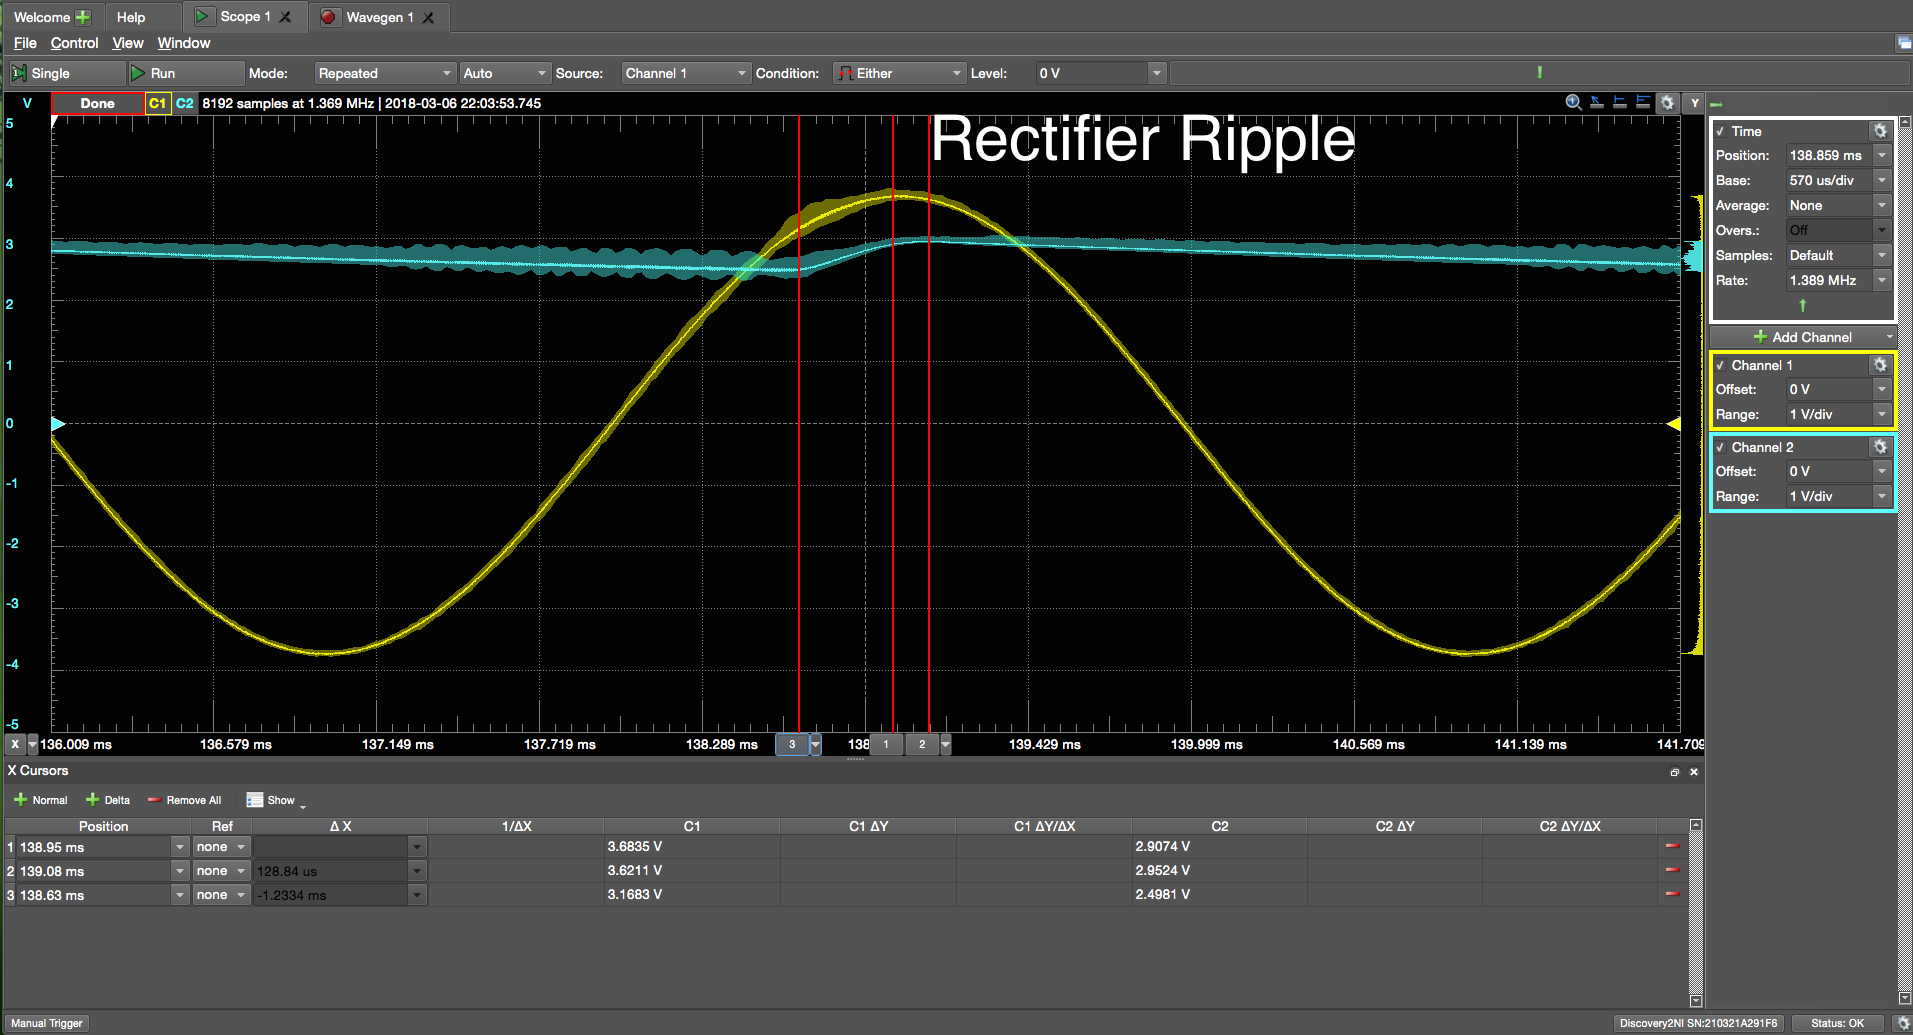 Welcome Help Scope 1 Wavegen 1
File Control View Window
Single Run Mode: Repeated Auto Source: Channel 1 Condition: Either Level: 0 V
V Done C1 C2 8192 samples at 1.369 MHz | 2018-03-06 22:03:53.745 Y
Rectifier Ripple
5
4
3
2
1
0
-1
-2
-3
-4
-5
X 136.009 ms 136.579 ms 137.149 ms 137.719 ms 138.289 ms 3 138 1 2 139.429 ms 139.999 ms 140.569 ms 141.139 ms 141.709
Time
Position: 138.859 ms
Base: 570 us/div
Average: None
Overs.: Off
Samples: Default
Rate: 1.389 MHz
Add Channel
Channel 1
Offset: 0 V
Range: 1 V/div
Channel 2
Offset: 0 V
Range: 1 V/div
X Cursors
Normal Delta Remove All Show
Position Ref Δ X 1/ΔX C1 C1 ΔY C1 ΔY/ΔX C2 C2 ΔY C2 ΔY/ΔX
1 138.95 ms none 3.6835 V 2.9074 V
2 139.08 ms none 128.84 us 3.6211 V 2.9524 V
3 138.63 ms none -1.2334 ms 3.1683 V 2.4981 V
Manual Trigger Discovery2NI SN:210321A291F6 Status: OK